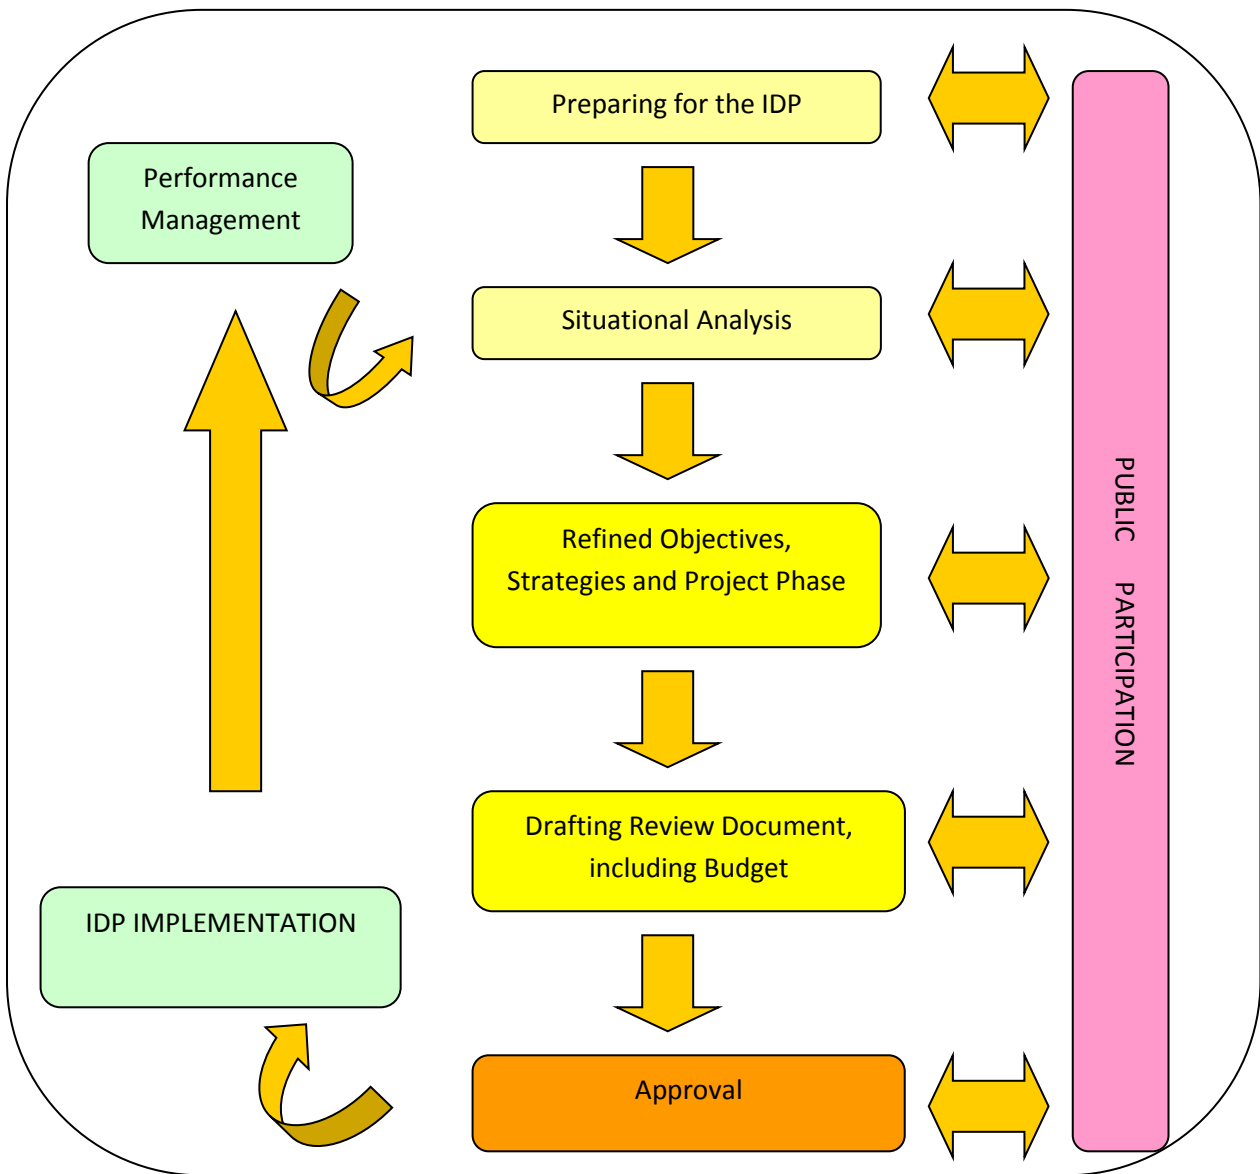 Preparing for the IDP
Performance
Management
Situational Analysis
Refined Objectives,
Strategies and Project Phase
PUBLIC PARTICIPATION
Drafting Review Document,
including Budget
IDP IMPLEMENTATION
Approval